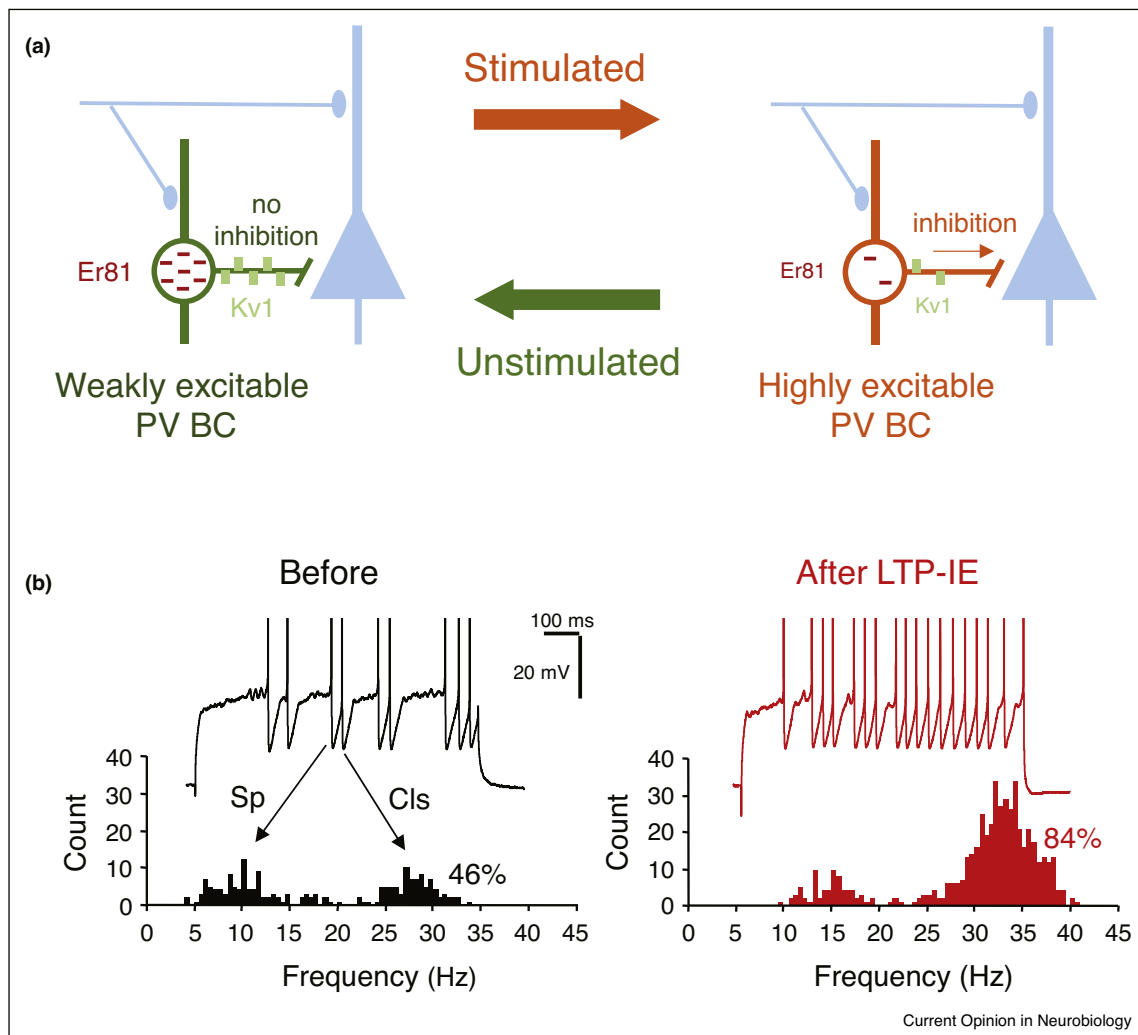 (a)
Stimulated
no
inhibition
Er81
Kv1
inhibition
Er81
Kv1
Unstimulated
Weakly excitable
PV BC
Highly excitable
PV BC
(b)
Before
After LTP-IE
100 ms
20 mV
40
30
20
10
0
Count
Sp
Cls
46%
0 5 10 15 20 25 30 35 40 45
Frequency (Hz)
40
30
20
10
0
Count
84%
0 5 10 15 20 25 30 35 40 45
Frequency (Hz)
Current Opinion in Neurobiology